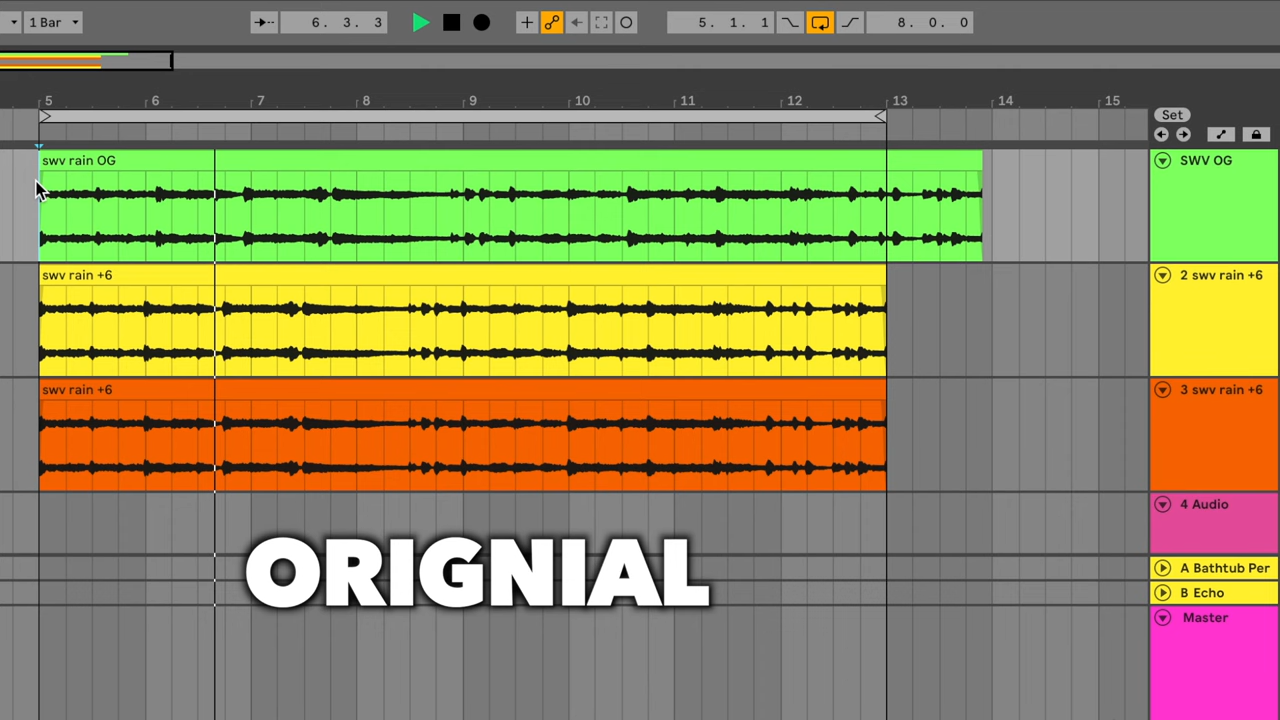 1 Bar
6. 3. 3
5. 1. 1
8. 0. 0
5 6 7 8 9 10 11 12 13 14 15
Set
swv rain OG
SWV OG
swv rain +6
2 swv rain +6
swv rain +6
3 swv rain +6
4 Audio
ORIGNIAL
A Bathtub Per
B Echo
Master